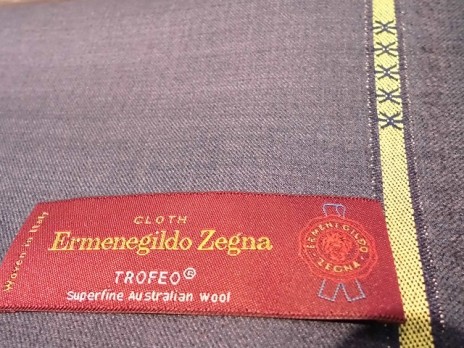 CLOTH
Ermenegildo Zegna
TROFEO®
Superfine Australian Wool
Woven in Italy
ERMENEGILDO
ZEGNA